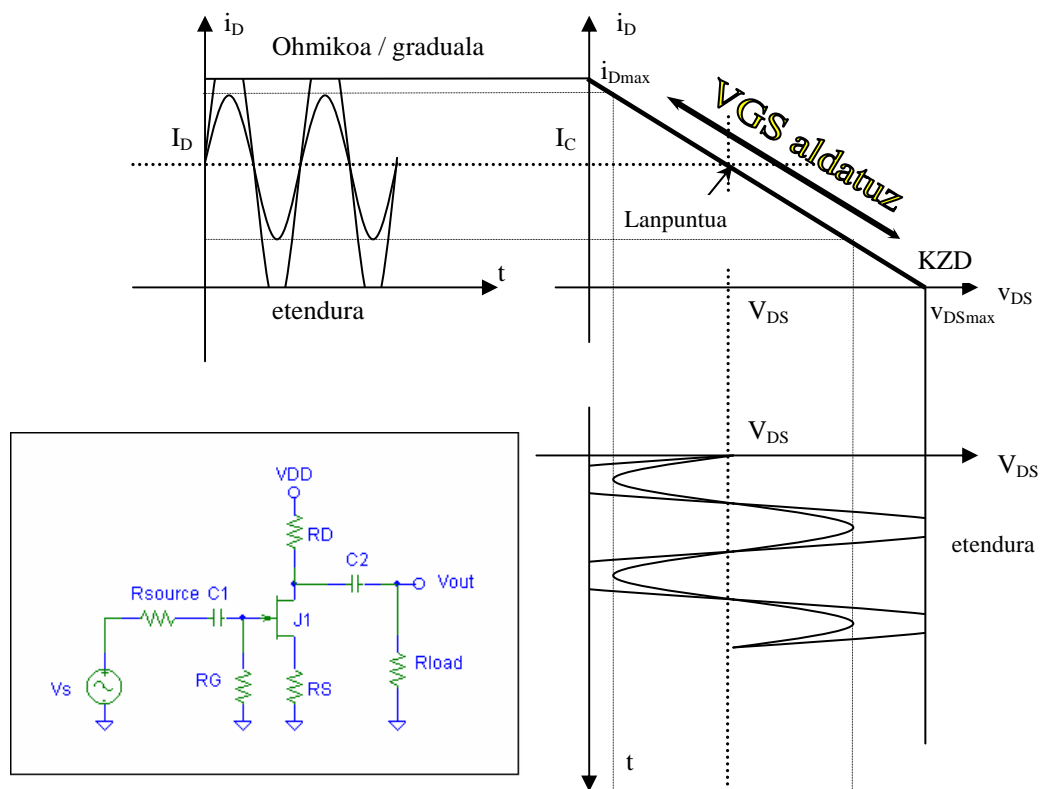 i_D
Ohmikoa / graduala
i_D
i_Dmax
VGS aldatuz
I_D
I_C
Lanpuntua
KZD
t
etendura
V_DS
v_DS
v_DSmax
V_DS
V_DS
etendura
t
VDD
RD
C2
Vout
Rsource C1
J1
RG
RS
Rload
Vs